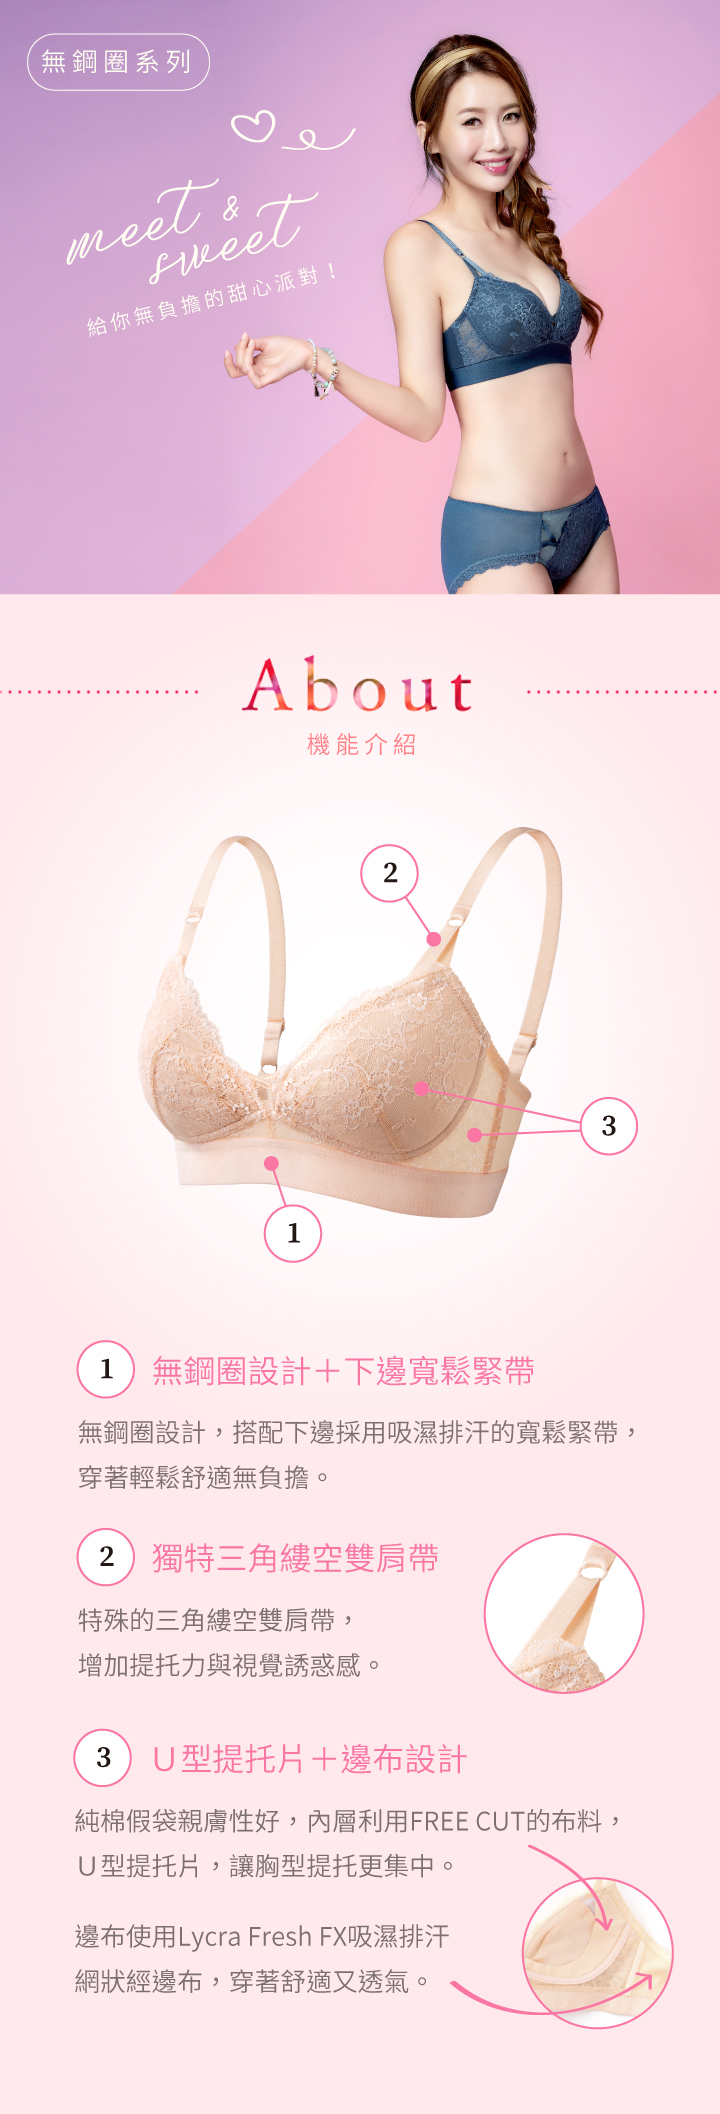 無鋼圈系列
meet &
sweet
給你無負擔的甜心派對！
About
機能介紹
2
3
1
1 無鋼圈設計＋下邊寬鬆緊帶
無鋼圈設計，搭配下邊採用吸濕排汗的寬鬆緊帶，
穿著輕鬆舒適無負擔。
2 獨特三角縷空雙肩帶
特殊的三角縷空雙肩帶，
增加提托力與視覺誘惑感。
3 U型提托片＋邊布設計
純棉假袋親膚性好，內層利用FREE CUT的布料，
U型提托片，讓胸型提托更集中。
邊布使用Lycra Fresh FX吸濕排汗
網狀經邊布，穿著舒適又透氣。